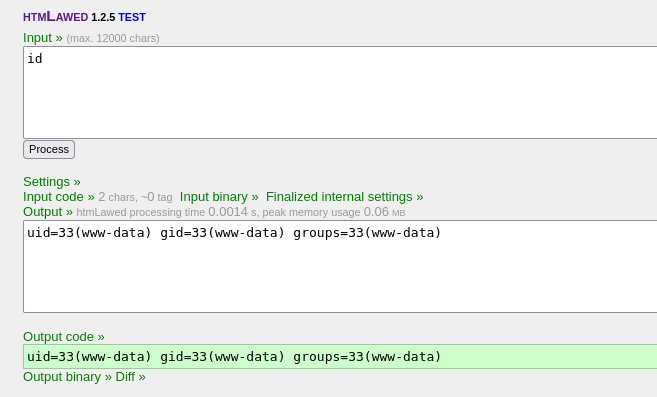 HTMLAWED 1.2.5 TEST
Input » (max. 12000 chars)
id
Process
Settings »
Input code » 2 chars, ~0 tag Input binary » Finalized internal settings »
Output » htmLawed processing time 0.0014 s, peak memory usage 0.06 MB
uid=33(www-data) gid=33(www-data) groups=33(www-data)
Output code »
uid=33(www-data) gid=33(www-data) groups=33(www-data)
Output binary » Diff »